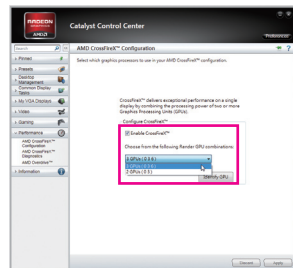 RADEON
GRAPHICS
AMD
Catalyst Control Center
Preferences
Search
AMD CrossFireX™ Configuration
Select which graphics processors to use in your AMD CrossFireX™ configuration.
Pinned
Presets
Desktop
Management
Common Display
Tasks
My VGA Displays
Video
Gaming
Performance
AMD CrossFireX™
Configuration
AMD CrossFireX™
Diagnostics
AMD Overdrive™
Information
CrossFireX™ delivers exceptional performance on a single
display by combining the processing power of two or more
Graphics Processing Units (GPUs).
Configure CrossFireX™
Enable CrossFireX™
Choose from the following Render GPU combinations:
Identify GPU
Discard
Apply